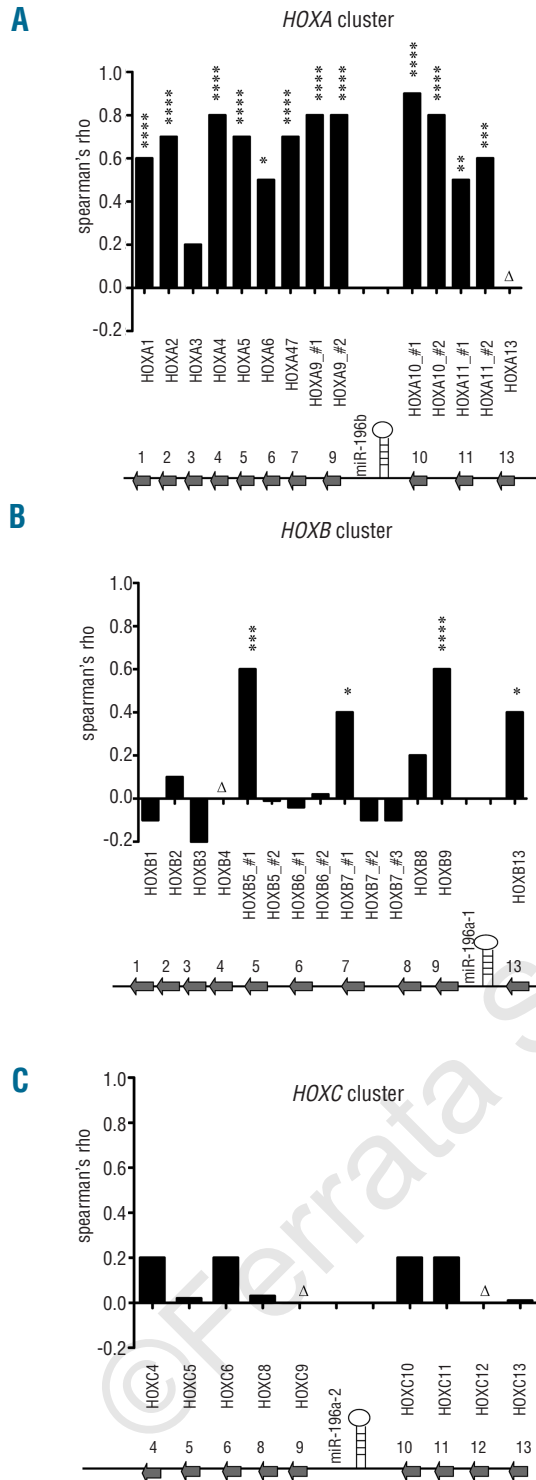 A
HOXA cluster
spearman's rho
1.0
0.8
0.6
0.4
0.2
0.0
-0.2
****
****
****
****
*
****
****
****
****
****
**
***
Δ
HOXA1
HOXA2
HOXA3
HOXA4
HOXA5
HOXA6
HOXA47
HOXA9_#1
HOXA9_#2
HOXA10_#1
HOXA10_#2
HOXA11_#1
HOXA11_#2
HOXA13
miR-196b
1 2 3 4 5 6 7 9 10 11 13
B
HOXB cluster
spearman's rho
1.0
0.8
0.6
0.4
0.2
0.0
-0.2
Δ
***
*
****
*
HOXB1
HOXB2
HOXB3
HOXB4
HOXB5_#1
HOXB5_#2
HOXB6_#1
HOXB6_#2
HOXB7_#1
HOXB7_#2
HOXB7_#3
HOXB8
HOXB9
HOXB13
miR-196a-1
1 2 3 4 5 6 7 8 9 13
C
HOXC cluster
spearman's rho
1.0
0.8
0.6
0.4
0.2
0.0
-0.2
Δ
Δ
HOXC4
HOXC5
HOXC6
HOXC8
HOXC9
HOXC10
HOXC11
HOXC12
HOXC13
miR-196a-2
4 5 6 8 9 10 11 12 13
©Ferrata S